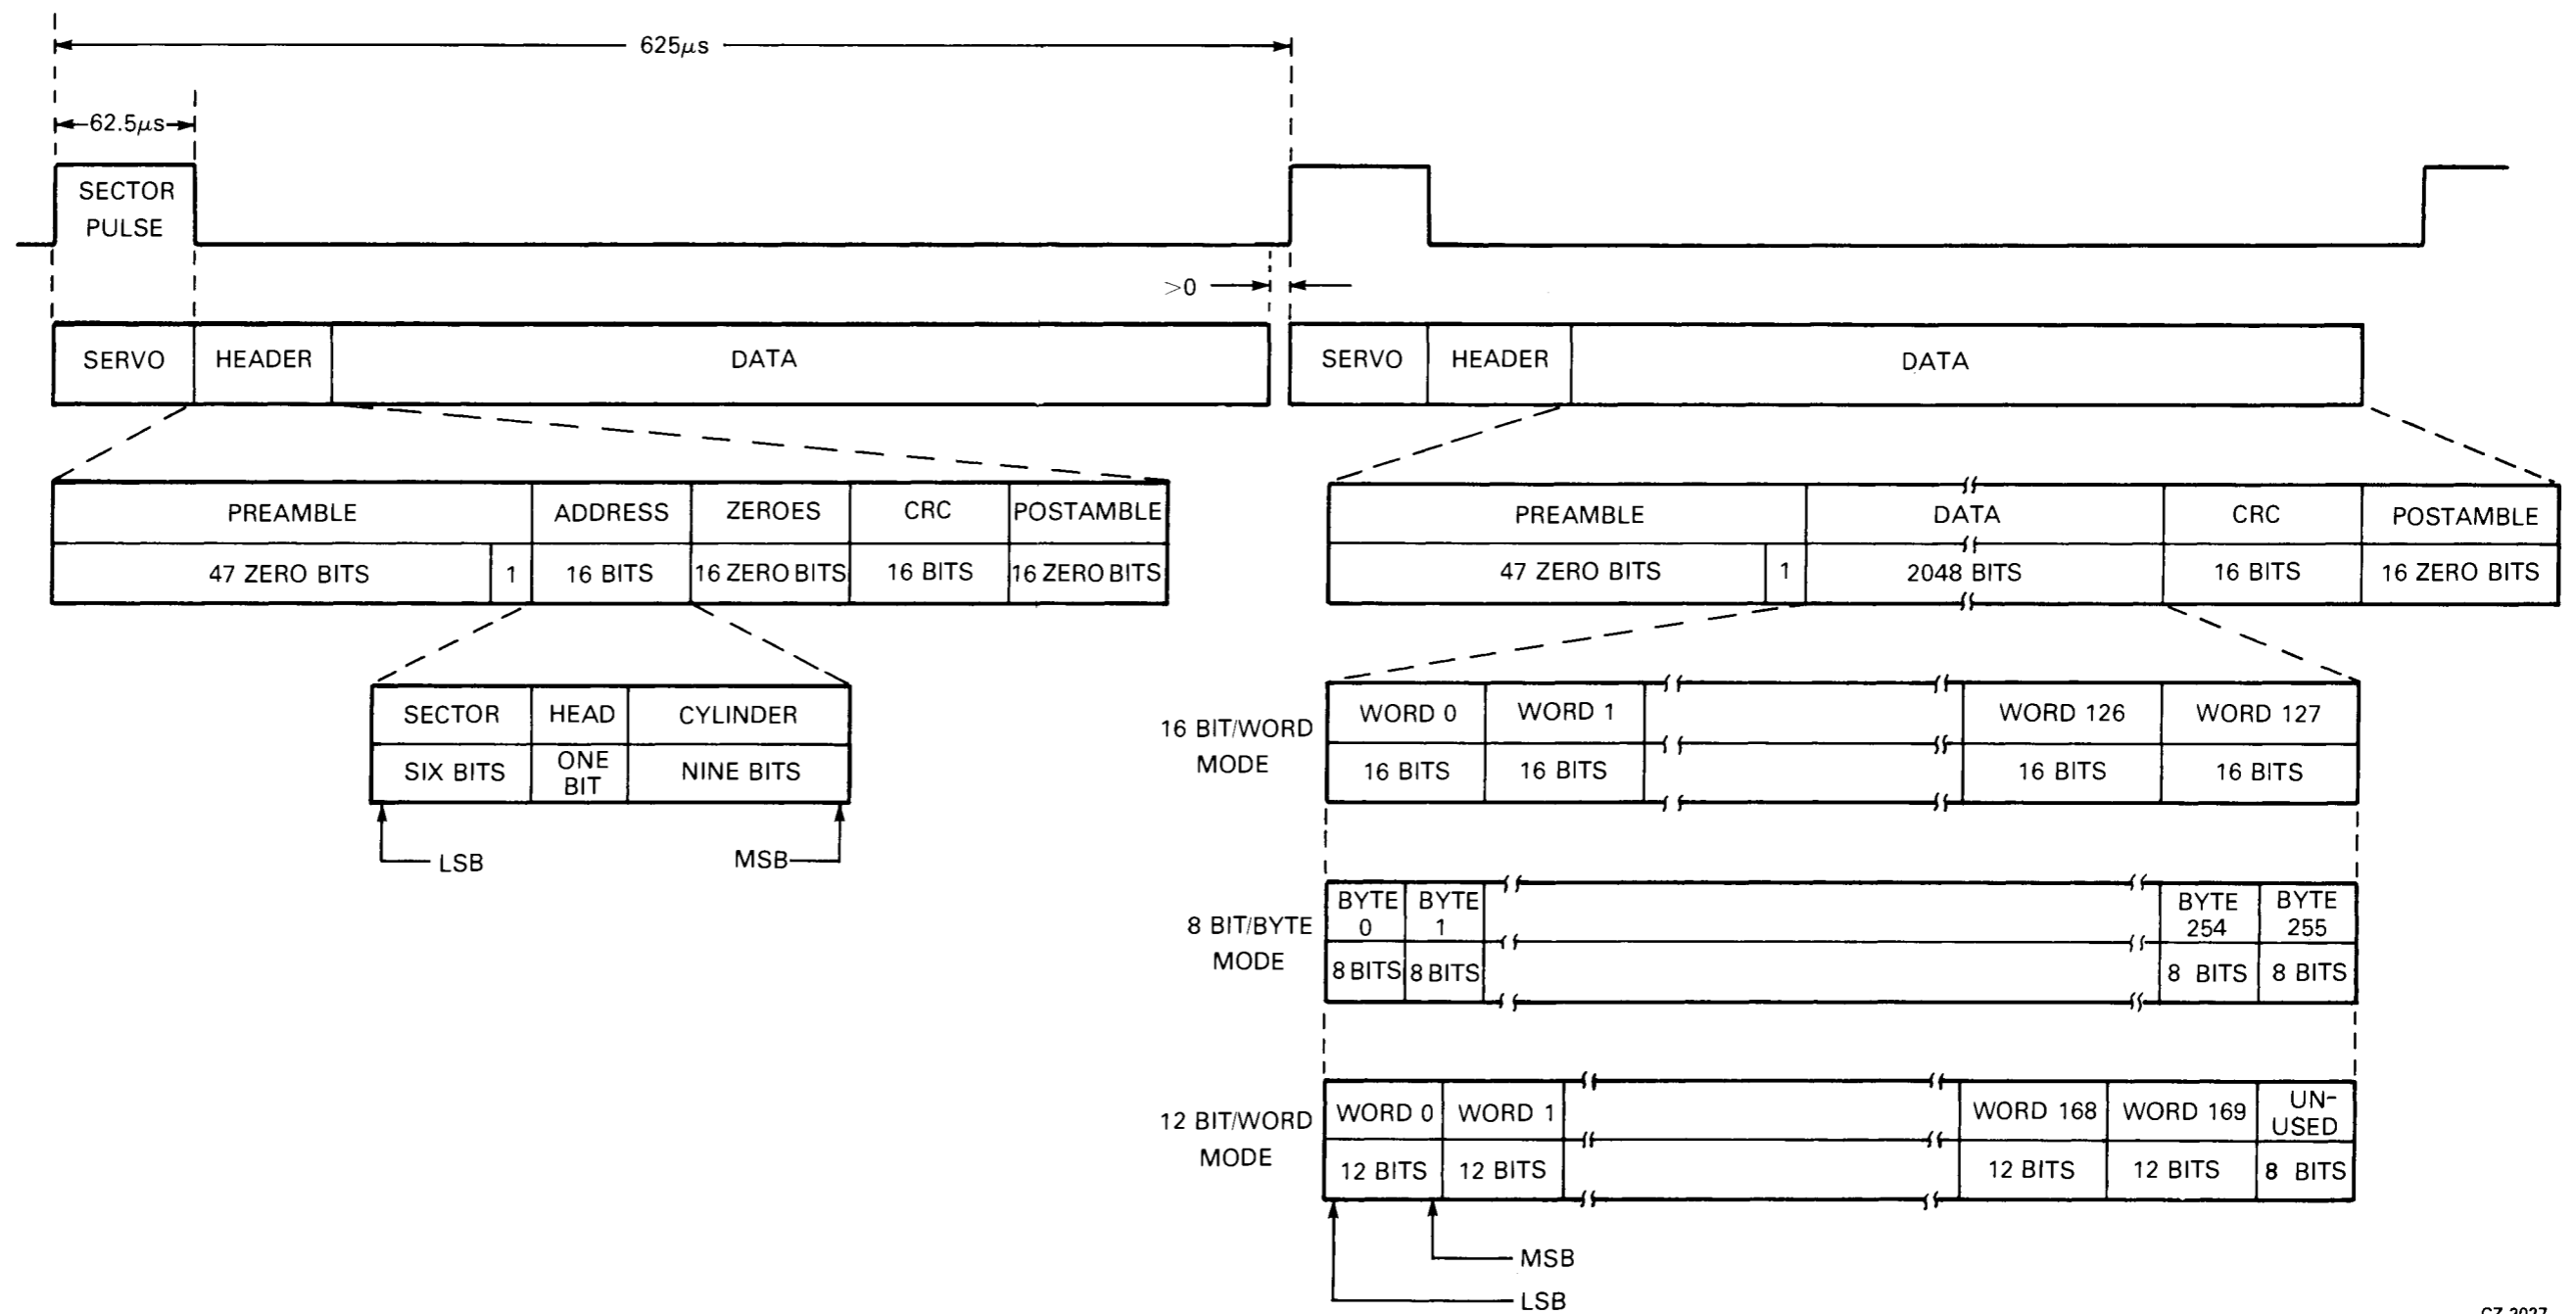 625μs
62.5μs
SECTOR
PULSE
>0
SERVO HEADER DATA SERVO HEADER DATA
PREAMBLE ADDRESS ZEROES CRC POSTAMBLE
47 ZERO BITS 1 16 BITS 16 ZERO BITS 16 BITS 16 ZERO BITS
PREAMBLE DATA CRC POSTAMBLE
47 ZERO BITS 1 2048 BITS 16 BITS 16 ZERO BITS
SECTOR HEAD CYLINDER
SIX BITS ONE BIT NINE BITS
LSB MSB
16 BIT/WORD
MODE
WORD 0 WORD 1 WORD 126 WORD 127
16 BITS 16 BITS 16 BITS 16 BITS
8 BIT/BYTE
MODE
BYTE 0 BYTE 1 BYTE 254 BYTE 255
8 BITS 8 BITS 8 BITS 8 BITS
12 BIT/WORD
MODE
WORD 0 WORD 1 WORD 168 WORD 169 UN-
USED
12 BITS 12 BITS 12 BITS 12 BITS 8 BITS
MSB
LSB